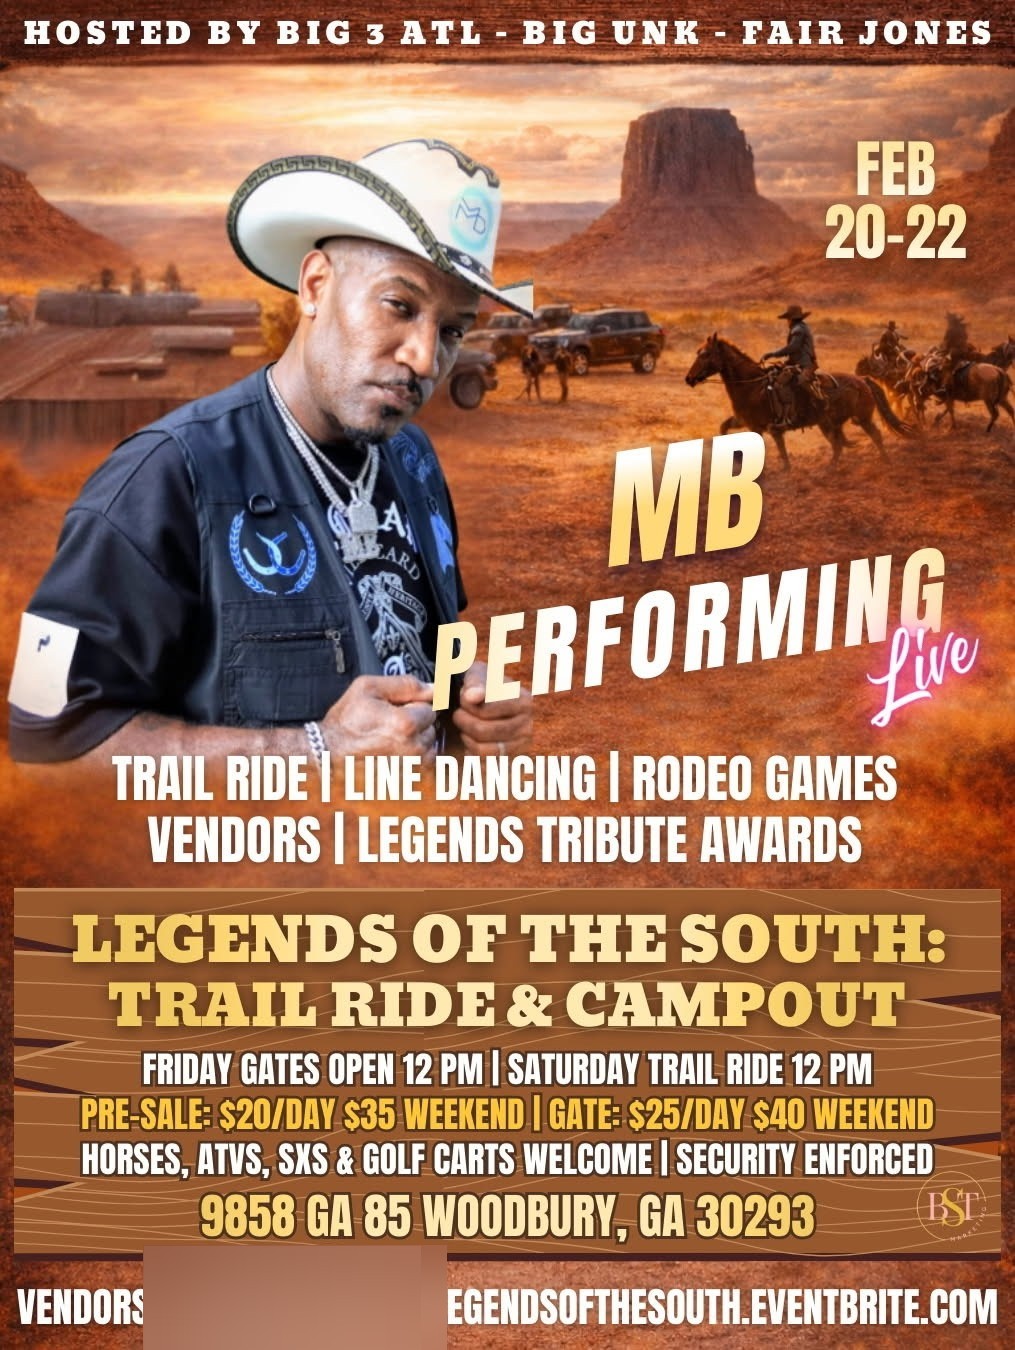 HOSTED BY BIG 3 ATL - BIG UNK - FAIR JONES
FEB
20-22
MB
MB
PERFORMING
Live
TRAIL RIDE | LINE DANCING | RODEO GAMES
VENDORS | LEGENDS TRIBUTE AWARDS
LEGENDS OF THE SOUTH:
TRAIL RIDE & CAMPOUT
FRIDAY GATES OPEN 12 PM | SATURDAY TRAIL RIDE 12 PM
PRE-SALE: $20/DAY $35 WEEKEND | GATE: $25/DAY $40 WEEKEND
HORSES, ATVS, SXS & GOLF CARTS WELCOME | SECURITY ENFORCED
9858 GA 85 WOODBURY, GA 30293
BST
MARKETING
VENDORS EGENDSOFTHESOUTH.EVENTBRITE.COM